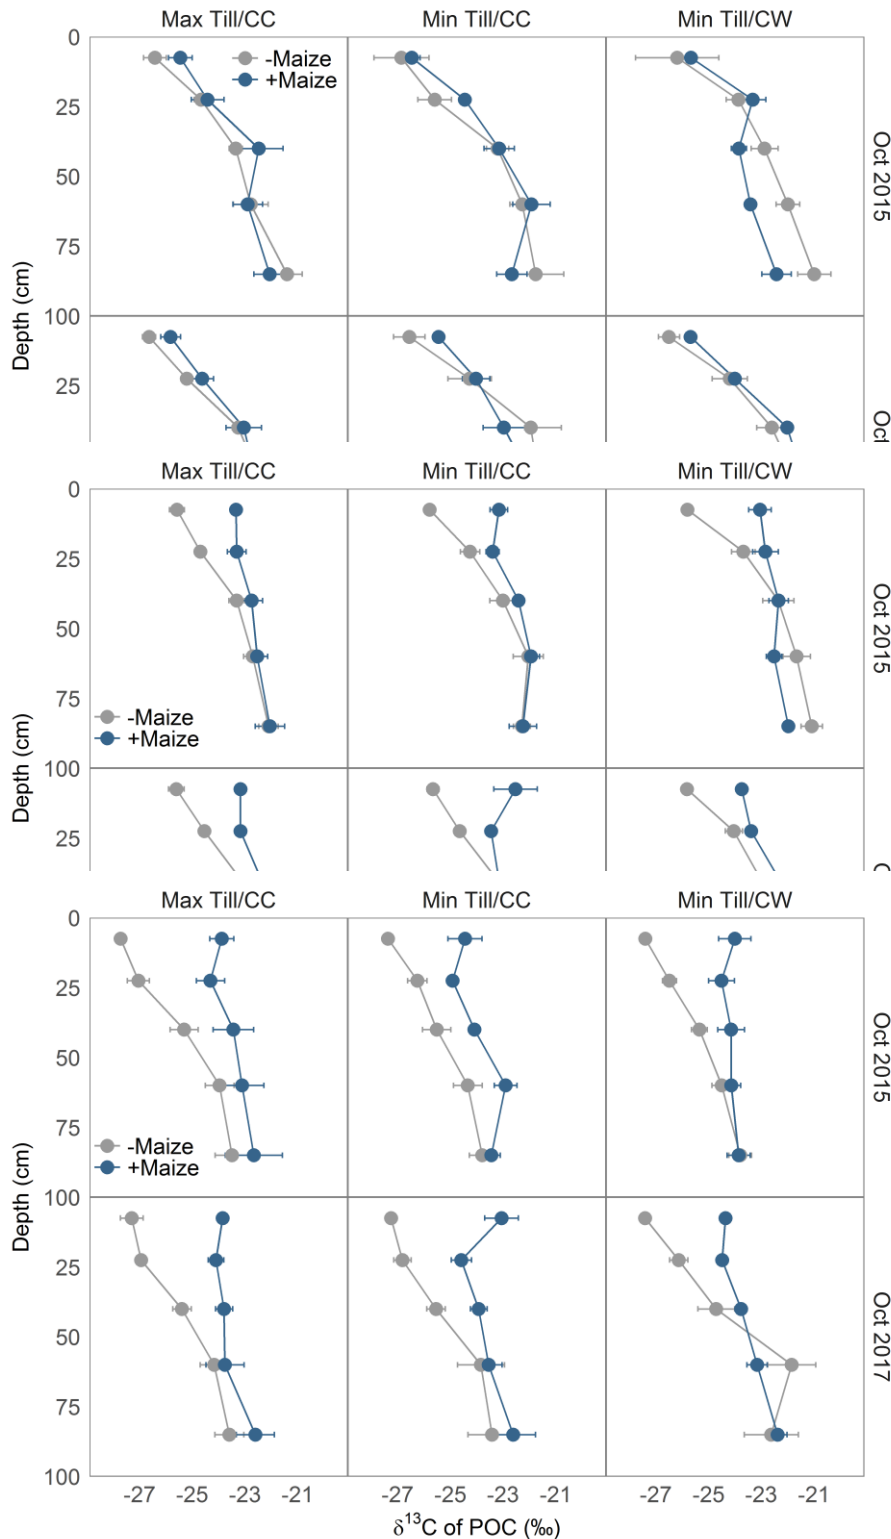 Max Till/CC Min Till/CC Min Till/CW
0
25
50
75
100
25
-Maize
+Maize
Depth (cm)
Oct 2015
Oct
Max Till/CC Min Till/CC Min Till/CW
0
25
50
75
100
25
-Maize
+Maize
Depth (cm)
Oct 2015
Max Till/CC Min Till/CC Min Till/CW
0
25
50
75
100
25
50
75
100
-Maize
+Maize
Depth (cm)
Oct 2015
Oct 2017
-27 -25 -23 -21 -27 -25 -23 -21 -27 -25 -23 -21
δ¹³C of POC (‰)